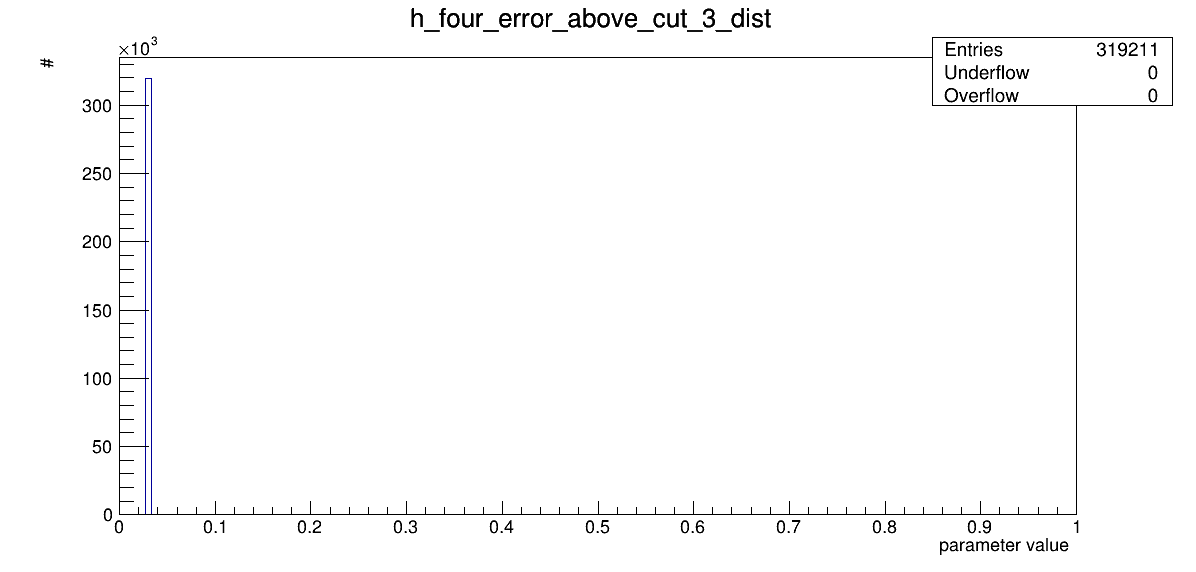 h_four_error_above_cut_3_dist
×10³
#
Entries 319211
Underflow 0
Overflow 0
300
250
200
150
100
50
0
0 0.1 0.2 0.3 0.4 0.5 0.6 0.7 0.8 0.9 1
parameter value